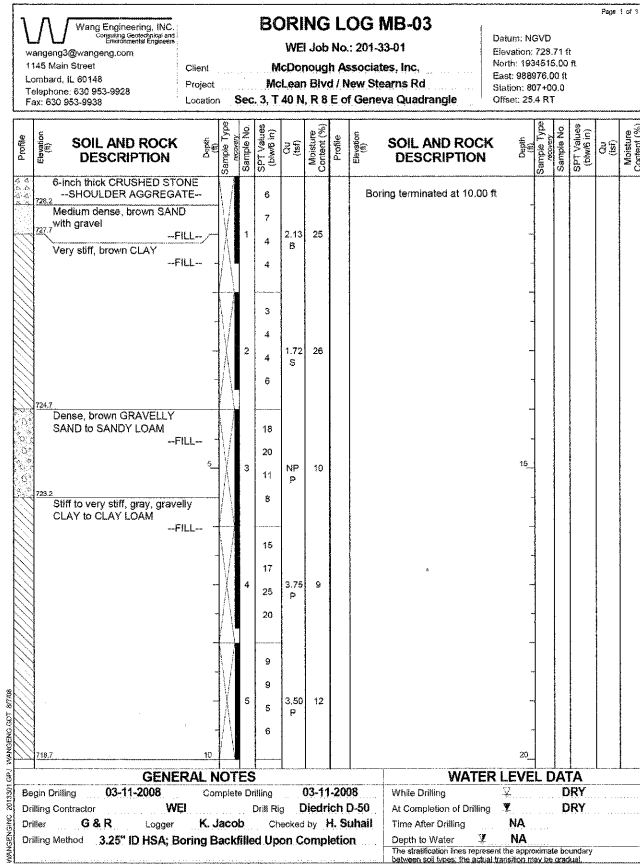 Page 1 of 1
Wang Engineering, INC.
Consulting Geotechnical and
Environmental Engineers
wangeng3@wangeng.com
1145 Main Street
Lombard, IL 60148
Telephone: 630 953-9928
Fax: 630 953-9938
BORING LOG MB-03
WEI Job No.: 201-33-01
Client McDonough Associates, Inc.
Project McLean Blvd / New Stearns Rd
Location Sec. 3, T 40 N, R 8 E of Geneva Quadrangle
Datum: NGVD
Elevation: 728.71 ft
North: 1934515.00 ft
East: 988976.00 ft
Station: 807+00.0
Offset: 25.4 RT
Profile
Elevation (ft)
SOIL AND ROCK DESCRIPTION
Depth (ft)
Sample Type
recovery
Sample No.
SPT Values (blw/6 in)
Qu (tsf)
Moisture Content (%)
Profile
Elevation (ft)
SOIL AND ROCK DESCRIPTION
Depth (ft)
Sample Type
recovery
Sample No.
SPT Values (blw/6 in)
Qu (tsf)
Moisture Content (%)
6-inch thick CRUSHED STONE
--SHOULDER AGGREGATE--
728.2
Medium dense, brown SAND
with gravel
--FILL--
727.7
Very stiff, brown CLAY
--FILL--
6
7
4
4
1
2.13
B
25
3
4
4
6
2
1.72
S
26
724.7
Dense, brown GRAVELLY
SAND to SANDY LOAM
--FILL--
5
18
20
11
8
3
NP
P
10
723.2
Stiff to very stiff, gray, gravelly
CLAY to CLAY LOAM
--FILL--
15
17
25
20
4
3.75
P
9
9
9
5
6
5
3.50
P
12
718.7
10
Boring terminated at 10.00 ft
15
20
WANGENGINC 2013301.GPJ WANGENG.GDT 8/7/08
GENERAL NOTES
Begin Drilling 03-11-2008 Complete Drilling 03-11-2008
Drilling Contractor WEI Drill Rig Diedrich D-50
Driller G & R Logger K. Jacob Checked by H. Suhail
Drilling Method 3.25" ID HSA; Boring Backfilled Upon Completion
WATER LEVEL DATA
While Drilling DRY
At Completion of Drilling DRY
Time After Drilling NA
Depth to Water NA
The stratification lines represent the approximate boundary
between soil types; the actual transition may be gradual.